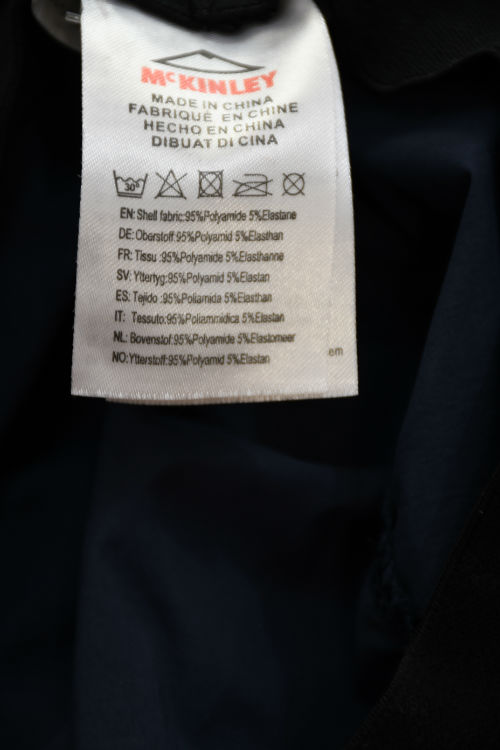 McKINLEY
MADE IN CHINA
FABRIQUÉ EN CHINE
HECHO EN CHINA
DIBUAT DI CINA
30°
EN: Shell fabric:95%Polyamide 5%Elastane
DE: Oberstoff:95%Polyamid 5%Elasthan
FR: Tissu :95%Polyamide 5%Elasthanne
SV: Yttertyg:95%Polyamid 5%Elastan
ES: Tejido :95%Poliamida 5%Elasthan
IT: Tessuto:95%Poliammidica 5%Elastan
NL: Bovenstof:95%Polyamide 5%Elastomeer
NO:Ytterstoff:95%Polyamid 5%Elastan
em